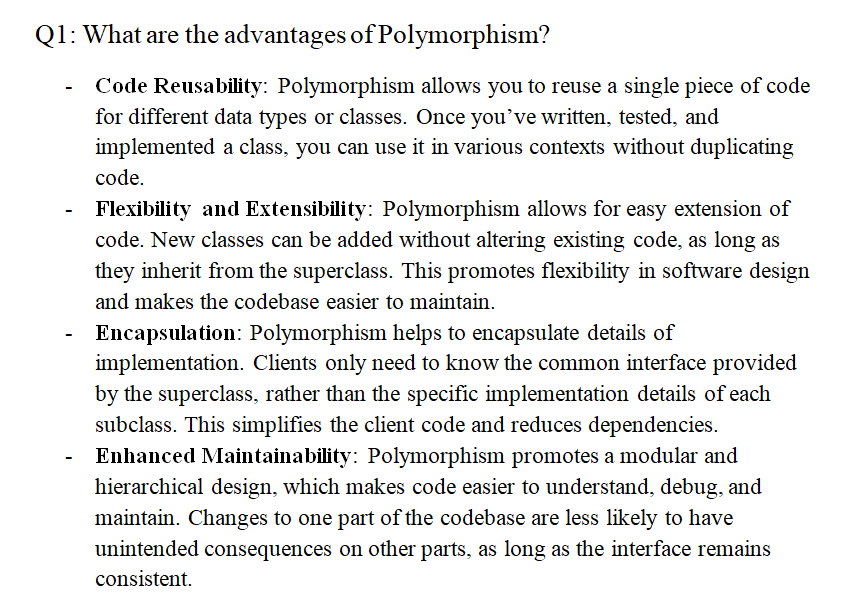 Q1: What are the advantages of Polymorphism?
- Code Reusability: Polymorphism allows you to reuse a single piece of code
for different data types or classes. Once you’ve written, tested, and
implemented a class, you can use it in various contexts without duplicating
code.
- Flexibility and Extensibility: Polymorphism allows for easy extension of
code. New classes can be added without altering existing code, as long as
they inherit from the superclass. This promotes flexibility in software design
and makes the codebase easier to maintain.
- Encapsulation: Polymorphism helps to encapsulate details of
implementation. Clients only need to know the common interface provided
by the superclass, rather than the specific implementation details of each
subclass. This simplifies the client code and reduces dependencies.
- Enhanced Maintainability: Polymorphism promotes a modular and
hierarchical design, which makes code easier to understand, debug, and
maintain. Changes to one part of the codebase are less likely to have
unintended consequences on other parts, as long as the interface remains
consistent.